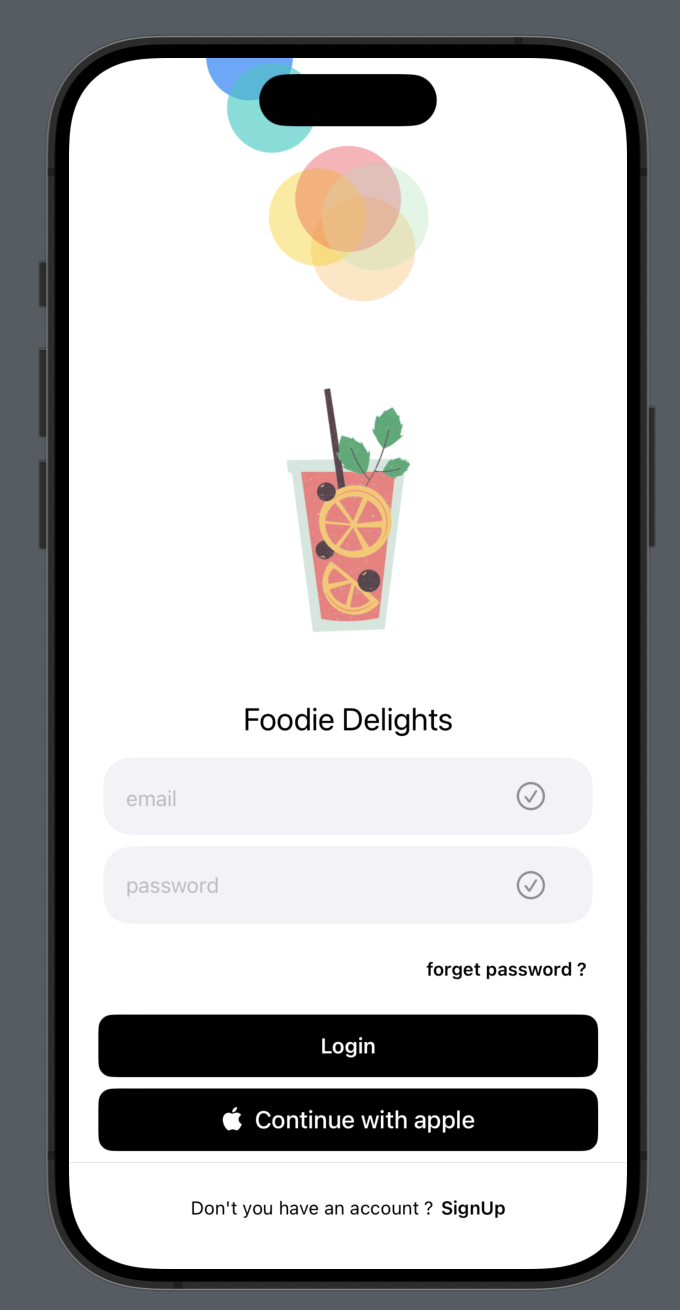 Foodie Delights
email
password
forget password ?
Login
Continue with apple
Don't you have an account ? SignUp